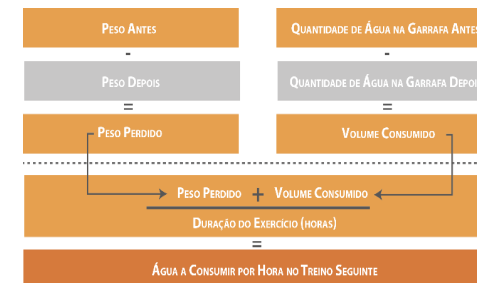 Peso Antes
-
Peso Depois
=
Peso Perdido
Quantidade de Água na Garrafa Antes
-
Quantidade de Água na Garrafa Depoi
=
Volume Consumido
Peso Perdido + Volume Consumido
Duração do Exercício (horas)
=
Água a Consumir por Hora no Treino Seguinte